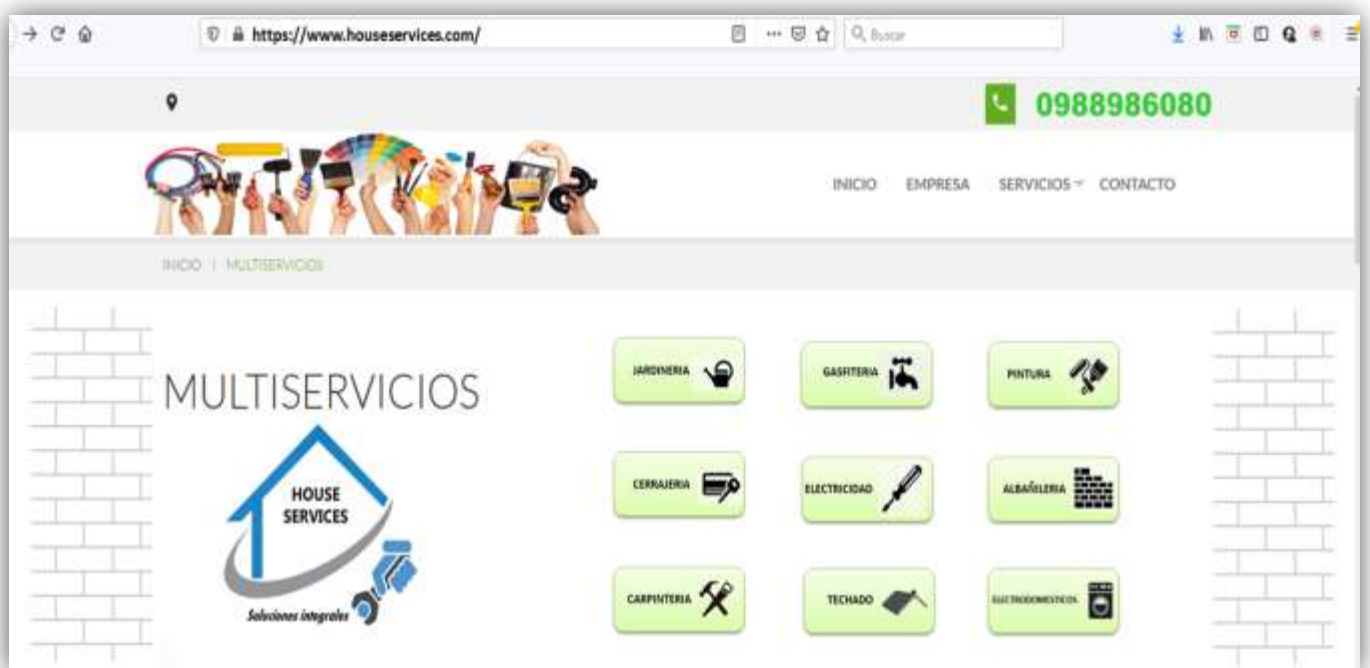 https://www.houseservices.com/
Buscar
0988986080
INICIO EMPRESA SERVICIOS CONTACTO
INICIO | MULTISERVICIOS
MULTISERVICIOS
HOUSE
SERVICES
Soluciones integrales
JARDINERIA
GASFITERIA
PINTURA
CERRAJERIA
ELECTRICIDAD
ALBAÑILERIA
CARPINTERIA
TECHADO
ELECTRODOMESTICOS